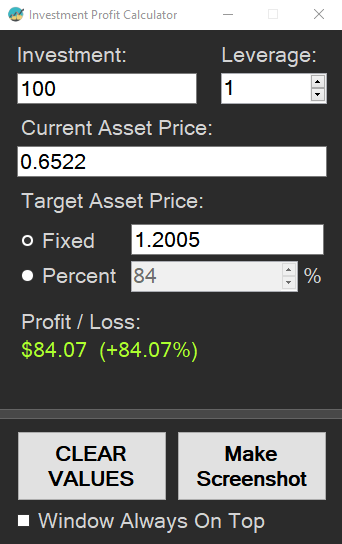 Investment Profit Calculator
Investment: Leverage:
100 1
Current Asset Price:
0.6522
Target Asset Price:
Fixed 1.2005
Percent 84 %
Profit / Loss:
$84.07 (+84.07%)
CLEAR
VALUES
Make
Screenshot
Window Always On Top